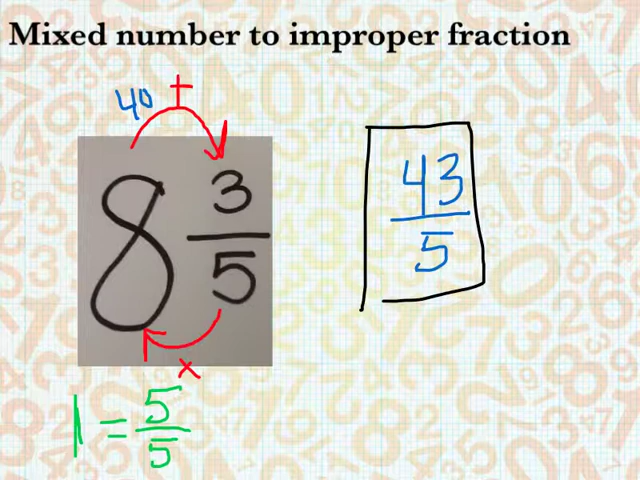 Mixed number to improper fraction
40 +
8 3/5
x
43/5
1 = 5/5